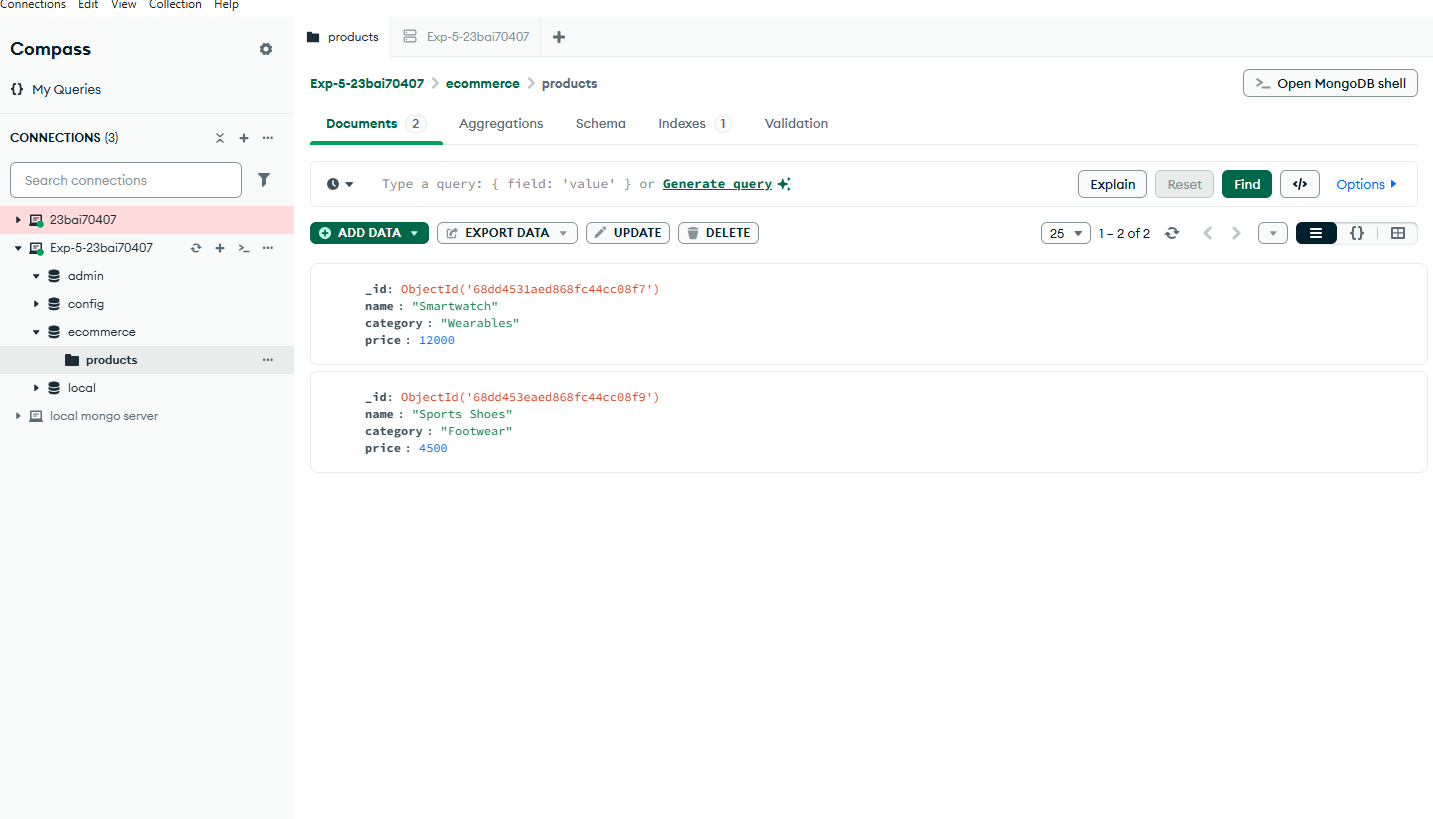 Connections Edit View Collection Help
Compass
{} My Queries
CONNECTIONS (3)
Search connections
23bai70407
Exp-5-23bai70407
admin
config
ecommerce
products
local
local mongo server
products Exp-5-23bai70407
Exp-5-23bai70407 > ecommerce > products
>_ Open MongoDB shell
Documents 2 Aggregations Schema Indexes 1 Validation
Type a query: { field: 'value' } or Generate query
Explain Reset Find </> Options
ADD DATA EXPORT DATA UPDATE DELETE
25 1 – 2 of 2 {}
_id: ObjectId('68dd4531aed868fc44cc08f7')
name : "Smartwatch"
category : "Wearables"
price : 12000
_id: ObjectId('68dd453eaed868fc44cc08f9')
name : "Sports Shoes"
category : "Footwear"
price : 4500